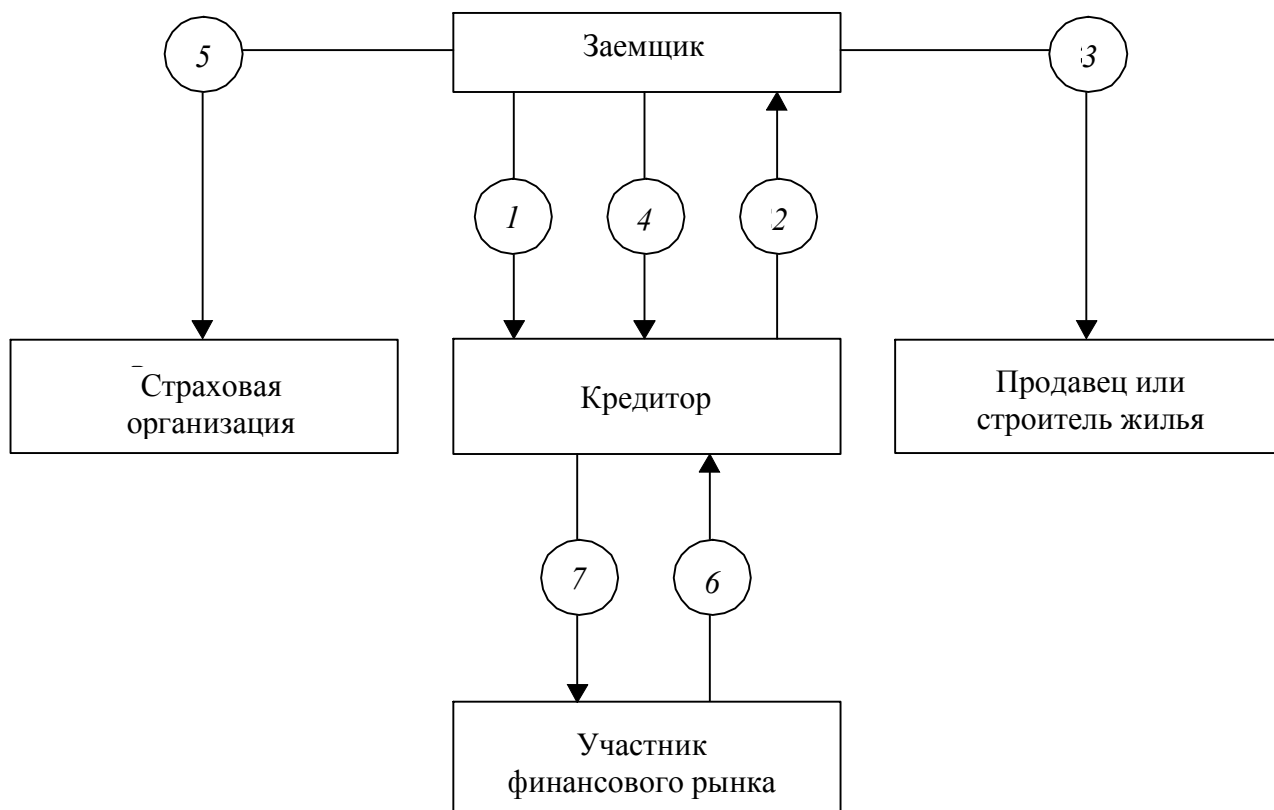 Заемщик
5
3
1
4
2
Страховая
организация
Кредитор
Продавец или
строитель жилья
7
6
Участник
финансового рынка